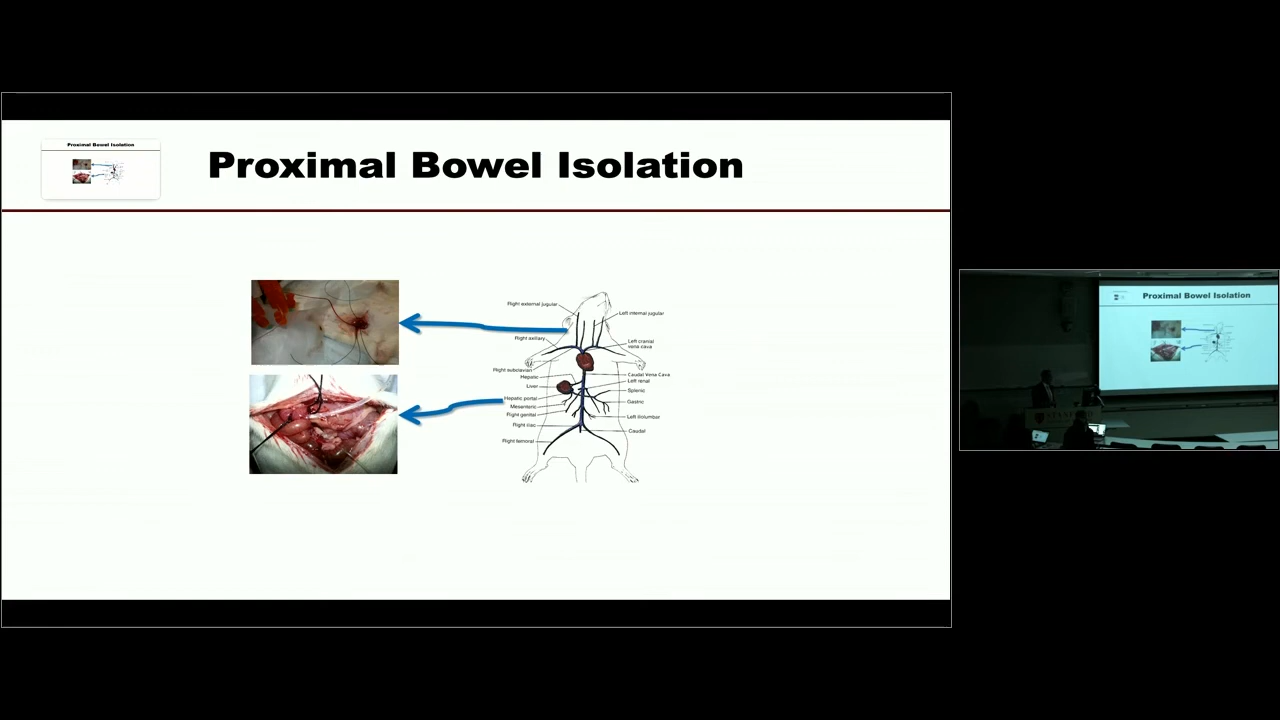 Proximal Bowel Isolation
Proximal Bowel Isolation
Right external jugular
Left internal jugular
Right axillary
Left cranial
vena cava
Right subclavian
Hepatic
Liver
Hepatic portal
Mesenteric
Right genital
Right iliac
Right femoral
Caudal Vena Cava
Left renal
Splenic
Gastric
Left iliolumbar
Caudal
Proximal Bowel Isolation
STANFORD